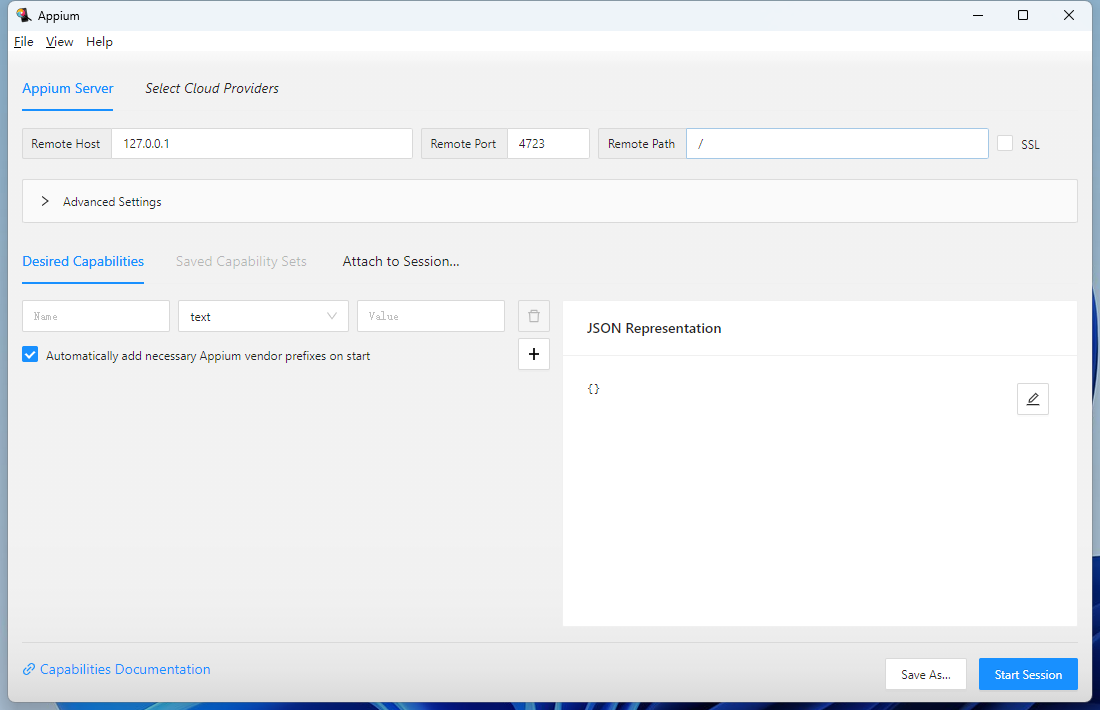 Appium
File View Help
Appium Server Select Cloud Providers
Remote Host 127.0.0.1 Remote Port 4723 Remote Path / SSL
Advanced Settings
Desired Capabilities Saved Capability Sets Attach to Session...
Name text Value
Automatically add necessary Appium vendor prefixes on start
JSON Representation
{}
Capabilities Documentation
Save As... Start Session